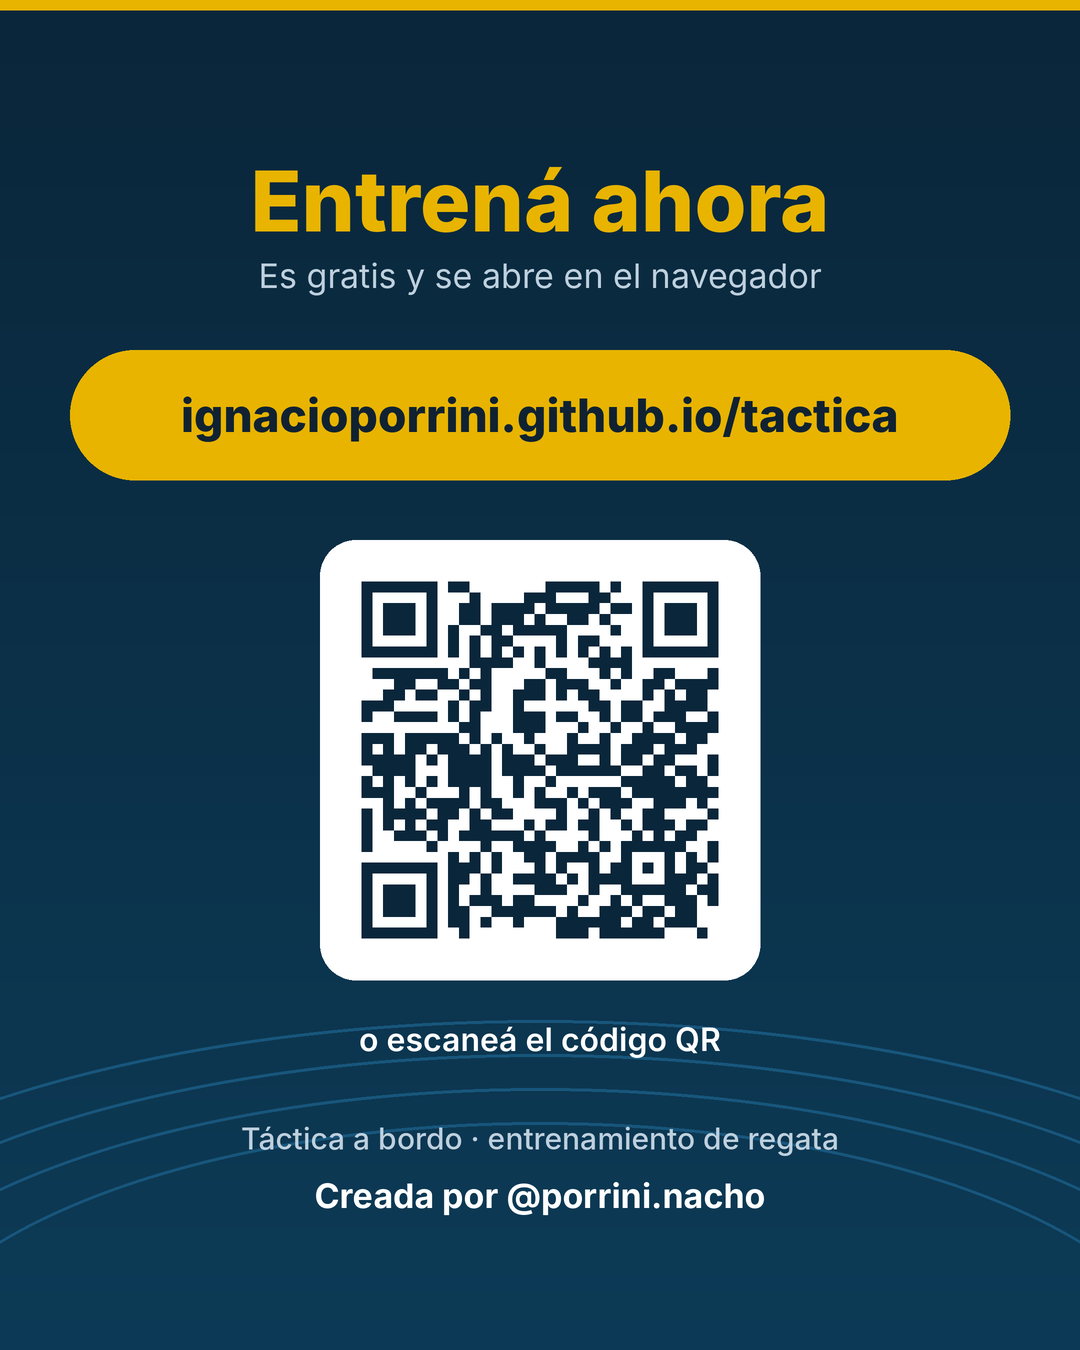 Entrená ahora
Es gratis y se abre en el navegador
ignacioporrini.github.io/tactica
o escaneá el código QR
Táctica a bordo · entrenamiento de regata
Creada por @porrini.nacho